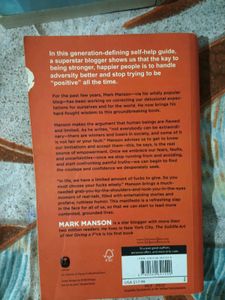 In this generation-defining self-help guide,
a superstar blogger shows us that the key to
being stronger, happier people is to handle
adversity better and stop trying to be
"positive" all the time.
For the past few years, Mark Manson—via his wildly popular
blog—has been working on correcting our delusional expec-
tations for ourselves and for the world. He now brings his
hard-fought wisdom to this groundbreaking book.
Manson makes the argument that human beings are flawed
and limited. As he writes, "not everybody can be extraordi-
nary—there are winners and losers in society, and some of it
is not fair or your fault." Manson advises us to get to know
our limitations and accept them—this, he says, is the real
source of empowerment. Once we embrace our fears, faults,
and uncertainties—once we stop running from and avoiding,
and start confronting painful truths—we can begin to find
the courage and confidence we desperately seek.
"In life, we have a limited amount of fucks to give. So you
must choose your fucks wisely." Manson brings a much-
needed grab-you-by-the-shoulders-and-look-you-in-the-eyes
moment of real-talk, filled with entertaining stories and
profane, ruthless humor. This manifesto is a refreshing slap
in the face for all of us, so that we can start to lead more
contented, grounded lives.
MARK MANSON is a star blogger with more than
two million readers. He lives in New York City. The Subtle Art
of Not Giving a F*ck is his first book
USA $17.99